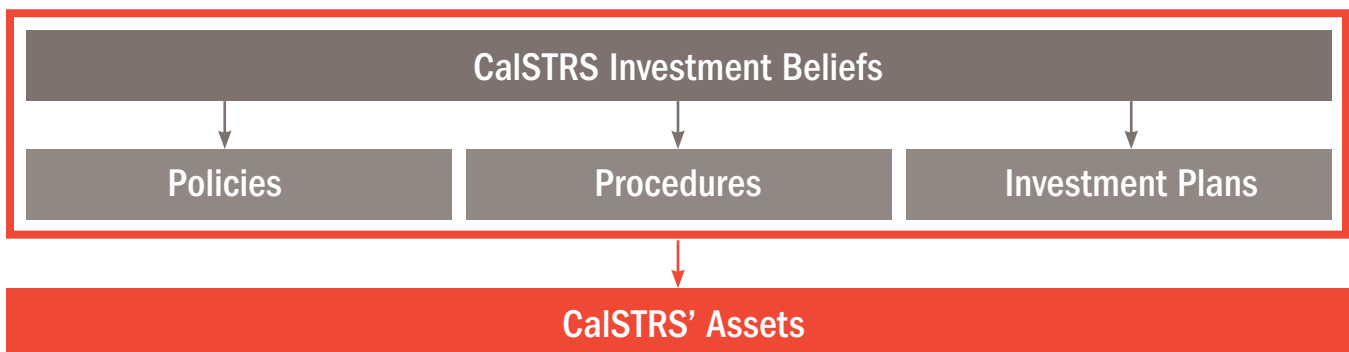 CalSTRS Investment Beliefs
Policies
Procedures
Investment Plans
CalSTRS’ Assets